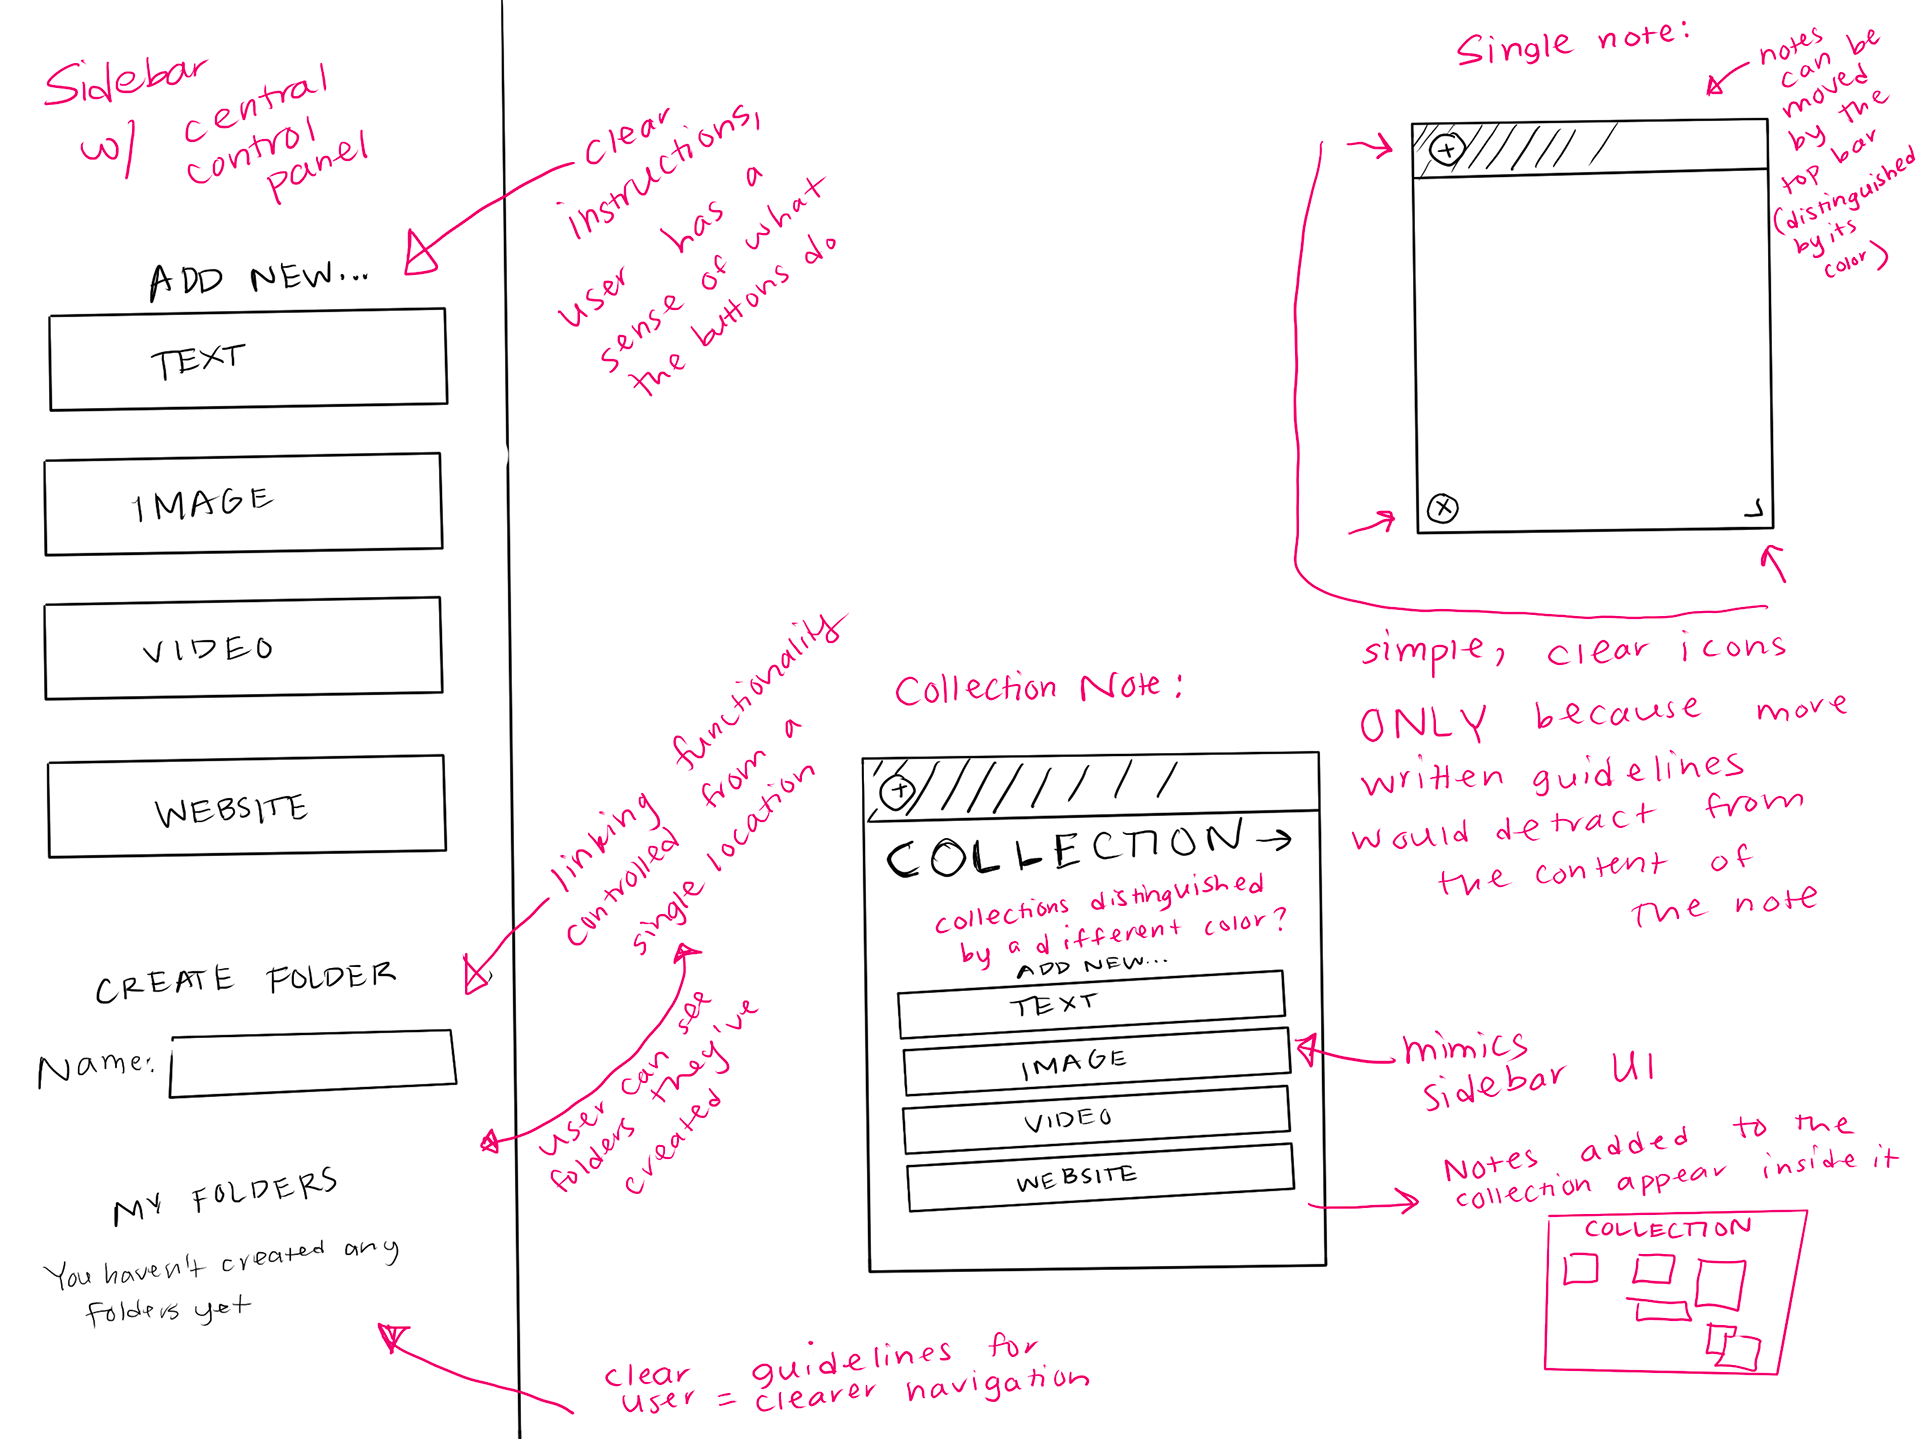 Sidebar
w/ central
control
panel
ADD NEW...
TEXT
IMAGE
VIDEO
WEBSITE
CREATE FOLDER
Name:
MY FOLDERS
You haven't created any
folders yet
clear
instructions,
user has a
sense of what
the buttons do
linking functionality
controlled from a
single location
user can see
folders they've
created
clear guidelines for
user = clearer navigation
Single note:
notes
can be
moved
by the
top bar
(distinguished
by its
color)
simple, clear icons
ONLY because more
written guidelines
would detract from
the content of
the note
Collection Note:
COLLECTION →
collections distinguished
by a different color?
ADD NEW...
TEXT
IMAGE
VIDEO
WEBSITE
mimics
sidebar UI
Notes added to the
collection appear inside it
COLLECTION